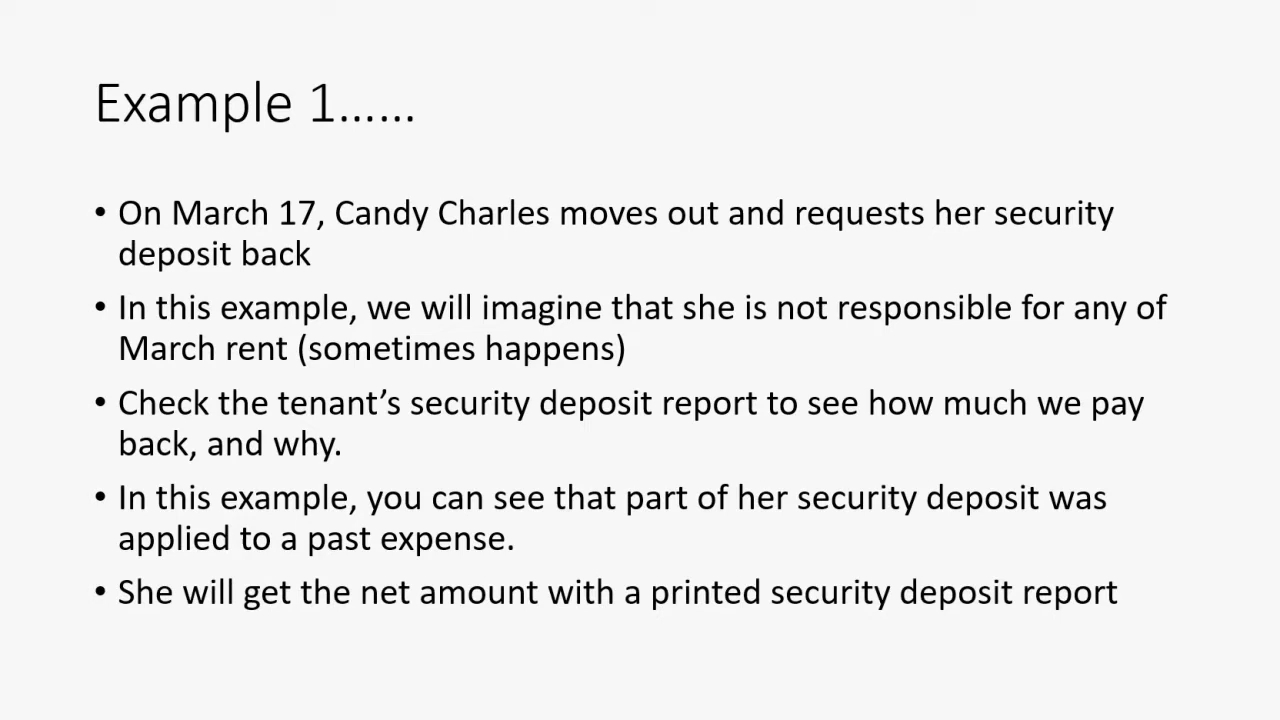 Example 1......
• On March 17, Candy Charles moves out and requests her security
deposit back
• In this example, we will imagine that she is not responsible for any of
March rent (sometimes happens)
• Check the tenant’s security deposit report to see how much we pay
back, and why.
• In this example, you can see that part of her security deposit was
applied to a past expense.
• She will get the net amount with a printed security deposit report